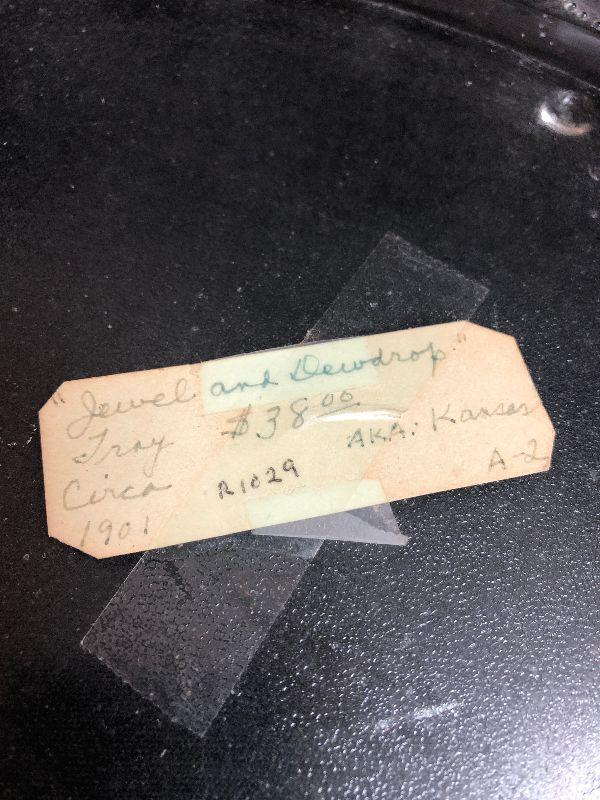 "Jewel and Dewdrop"
Tray $38.00
AKA: Kansas
Circa R1029 A-2
1901